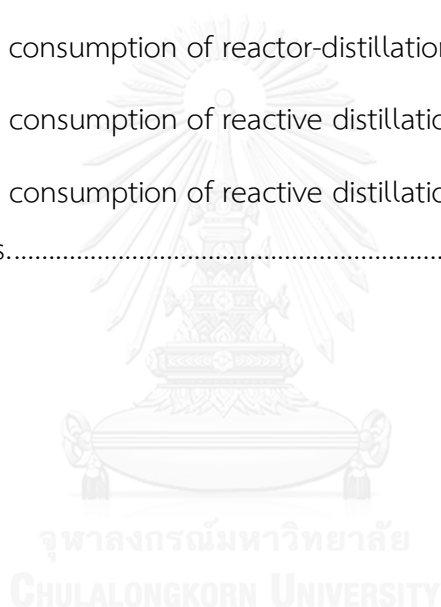 consumption of reactor-distillation
consumption of reactive distillatio
consumption of reactive distillatio
s.....................................................
จุฬาลงกรณ์มหาวิทยาลัย
CHULALONGKORN UNIVERSITY